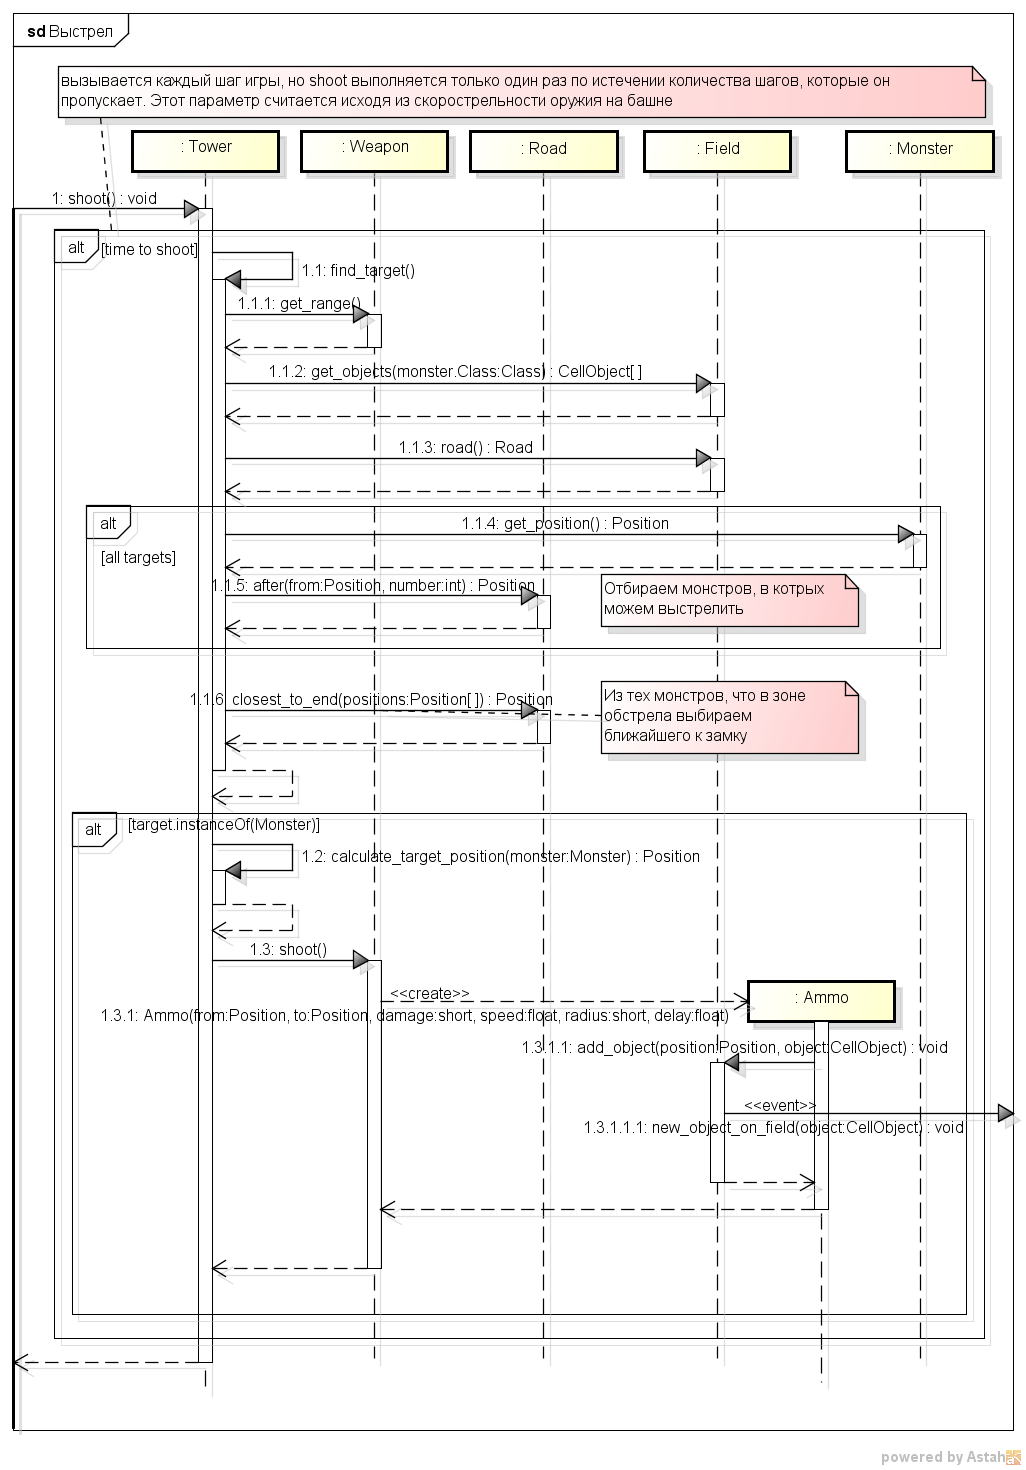 sd Выстрел
вызывается каждый шаг игры, но shoot выполняется только один раз по истечении количества шагов, которые он
пропускает. Этот параметр считается исходя из скорострельности оружия на башне
: Tower
: Weapon
: Road
: Field
: Monster
1: shoot() : void
alt
[time to shoot]
1.1: find_target()
1.1.1: get_range()
1.1.2: get_objects(monster.Class:Class) : CellObject[ ]
1.1.3: road() : Road
alt
1.1.4: get_position() : Position
[all targets]
1.1.5: after(from:Position, number:int) : Position
Отбираем монстров, в котрых
можем выстрелить
1.1.6: closest_to_end(positions:Position[ ]) : Position
Из тех монстров, что в зоне
обстрела выбираем
ближайшего к замку
alt
[target.instanceOf(Monster)]
1.2: calculate_target_position(monster:Monster) : Position
1.3: shoot()
<<create>>
: Ammo
1.3.1: Ammo(from:Position, to:Position, damage:short, speed:float, radius:short, delay:float)
1.3.1.1: add_object(position:Position, object:CellObject) : void
<<event>>
1.3.1.1.1: new_object_on_field(object:CellObject) : void
powered by Astah